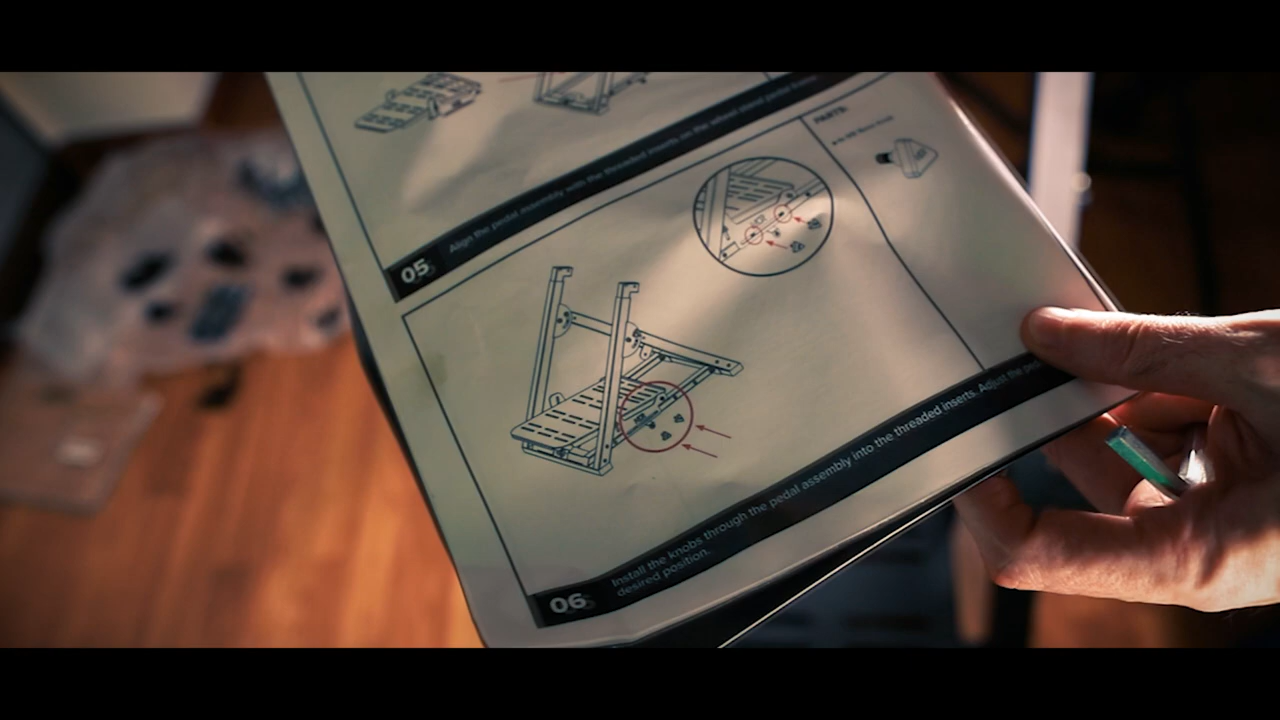 05 Align the pedal assembly with the threaded inserts on the wheel stand pedal
PARTS:
06 Install the knobs through the pedal assembly into the threaded inserts. Adjust the
desired position.